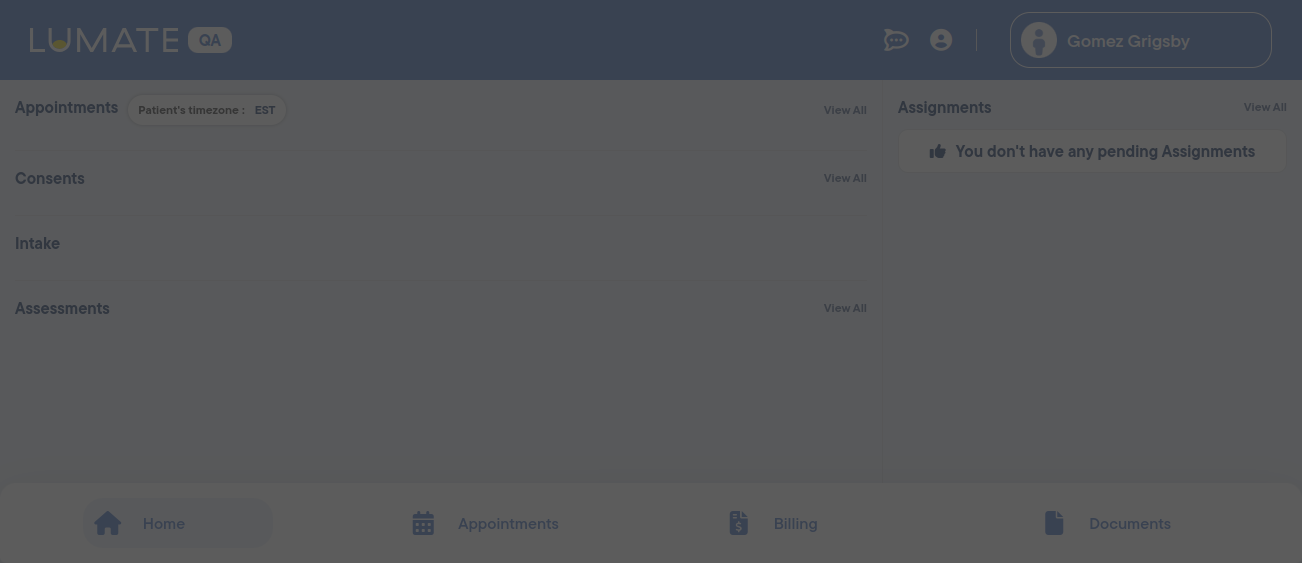 LUMATE QA
Gomez Grigsby
Appointments Patient's timezone : EST View All
Consents View All
Intake
Assessments View All
Assignments View All
You don't have any pending Assignments
Home Appointments Billing Documents